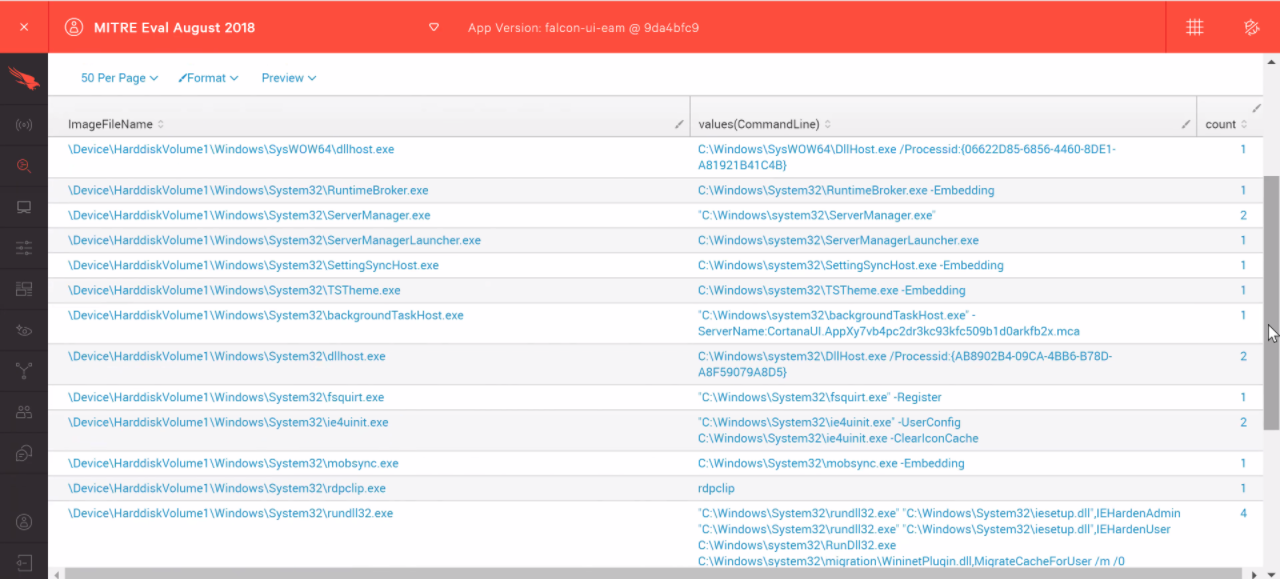 MITRE Eval August 2018
App Version: falcon-ui-eam @ 9da4bfc9
50 Per Page
Format
Preview
ImageFileName
values(CommandLine)
count
\Device\HarddiskVolume1\Windows\SysWOW64\dllhost.exe
C:\Windows\SysWOW64\DllHost.exe /Processid:{06622D85-6856-4460-8DE1-
A81921B41C4B}
1
\Device\HarddiskVolume1\Windows\System32\RuntimeBroker.exe
C:\Windows\System32\RuntimeBroker.exe -Embedding
1
\Device\HarddiskVolume1\Windows\System32\ServerManager.exe
"C:\Windows\system32\ServerManager.exe"
2
\Device\HarddiskVolume1\Windows\System32\ServerManagerLauncher.exe
C:\Windows\system32\ServerManagerLauncher.exe
1
\Device\HarddiskVolume1\Windows\System32\SettingSyncHost.exe
C:\Windows\system32\SettingSyncHost.exe -Embedding
1
\Device\HarddiskVolume1\Windows\System32\TSTheme.exe
C:\Windows\system32\TSTheme.exe -Embedding
1
\Device\HarddiskVolume1\Windows\System32\backgroundTaskHost.exe
"C:\Windows\system32\backgroundTaskHost.exe" -
ServerName:CortanaUI.AppXy7vb4pc2dr3kc93kfc509b1d0arkfb2x.mca
1
\Device\HarddiskVolume1\Windows\System32\dllhost.exe
C:\Windows\system32\DllHost.exe /Processid:{AB8902B4-09CA-4BB6-B78D-
A8F59079A8D5}
2
\Device\HarddiskVolume1\Windows\System32\fsquirt.exe
"C:\Windows\System32\fsquirt.exe" -Register
1
\Device\HarddiskVolume1\Windows\System32\ie4uinit.exe
"C:\Windows\System32\ie4uinit.exe" -UserConfig
C:\Windows\System32\ie4uinit.exe -ClearIconCache
2
\Device\HarddiskVolume1\Windows\System32\mobsync.exe
C:\Windows\System32\mobsync.exe -Embedding
1
\Device\HarddiskVolume1\Windows\System32\rdpclip.exe
rdpclip
1
\Device\HarddiskVolume1\Windows\System32\rundll32.exe
"C:\Windows\System32\rundll32.exe" "C:\Windows\System32\iesetup.dll",IEHardenAdmin
"C:\Windows\System32\rundll32.exe" "C:\Windows\System32\iesetup.dll",IEHardenUser
C:\Windows\System32\RunDll32.exe
C:\Windows\System32\migration\WininetPlugin.dll,MigrateCacheForUser /m /0
4